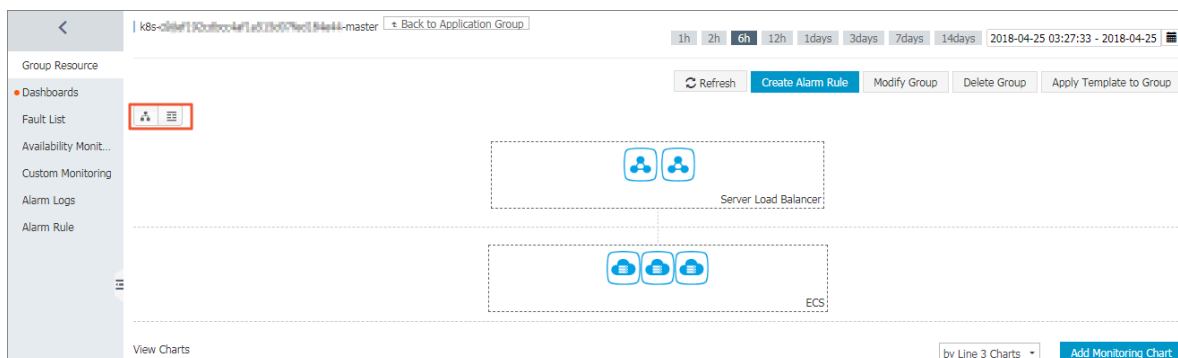 k8s- -master
Back to Application Group
1h 2h 6h 12h 1days 3days 7days 14days 2018-04-25 03:27:33 - 2018-04-25
Group Resource
Dashboards
Fault List
Availability Monit...
Custom Monitoring
Alarm Logs
Alarm Rule
Refresh
Create Alarm Rule
Modify Group
Delete Group
Apply Template to Group
Server Load Balancer
ECS
View Charts
by Line 3 Charts
Add Monitoring Chart